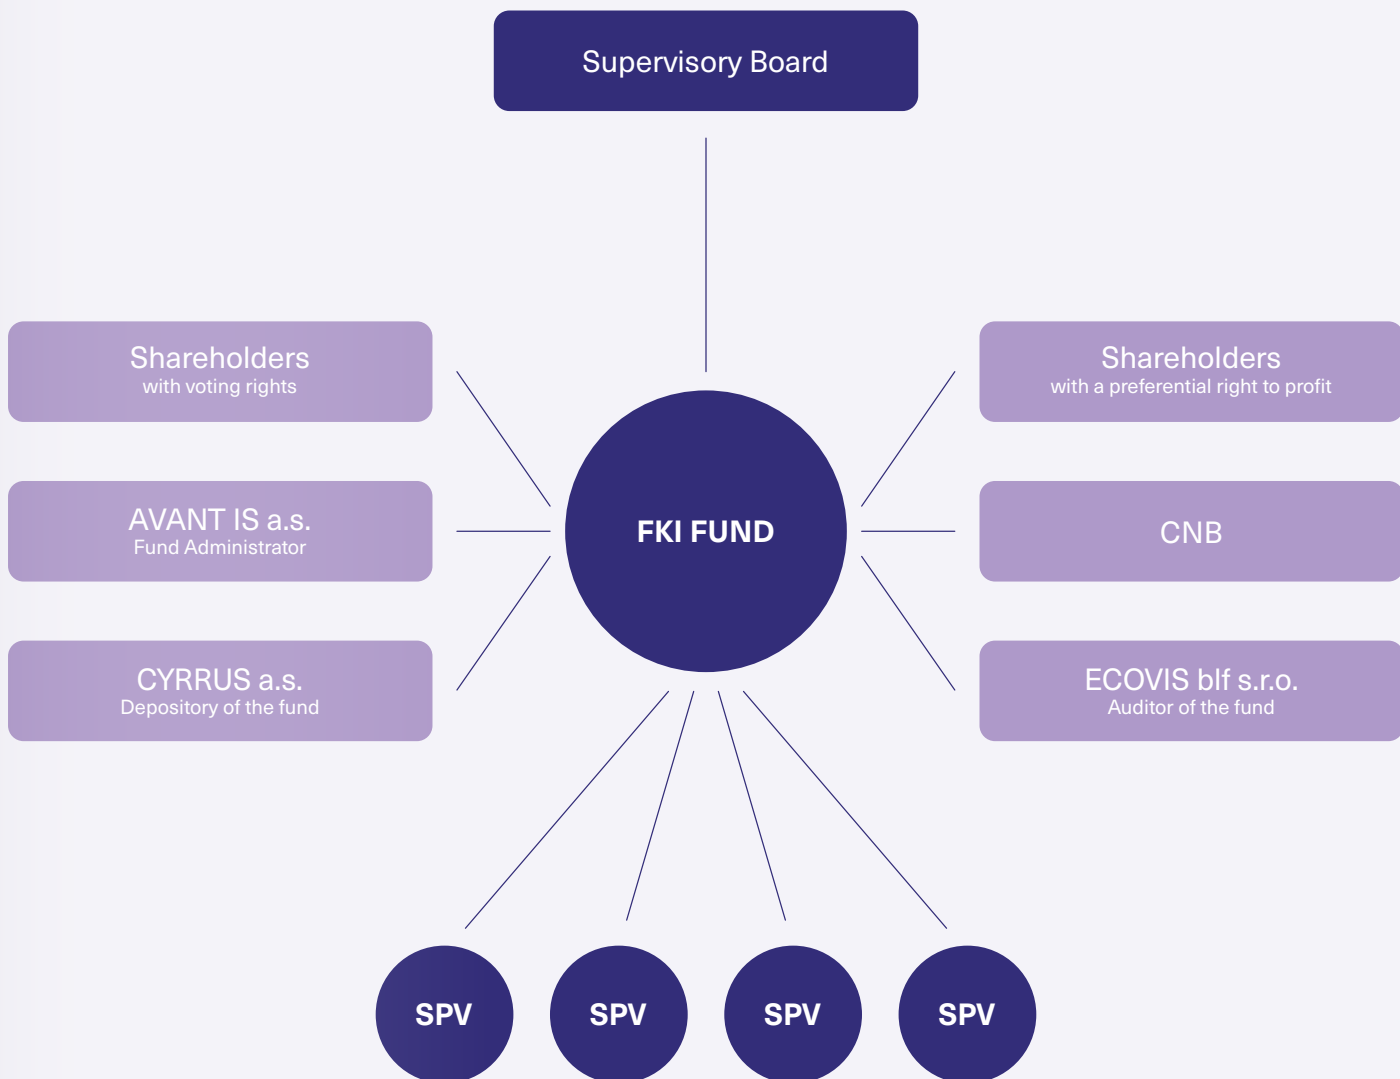 Supervisory Board
Shareholders
with voting rights
Shareholders
with a preferential right to profit
AVANT IS a.s.
Fund Administrator
FKI FUND
CNB
CYRRUS a.s.
Depository of the fund
ECOVIS blf s.r.o.
Auditor of the fund
SPV
SPV
SPV
SPV